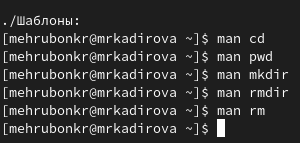 ./Шаблоны:
[mehrubonkr@mrkadirova ~]$ man cd
[mehrubonkr@mrkadirova ~]$ man pwd
[mehrubonkr@mrkadirova ~]$ man mkdir
[mehrubonkr@mrkadirova ~]$ man rmdir
[mehrubonkr@mrkadirova ~]$ man rm
[mehrubonkr@mrkadirova ~]$